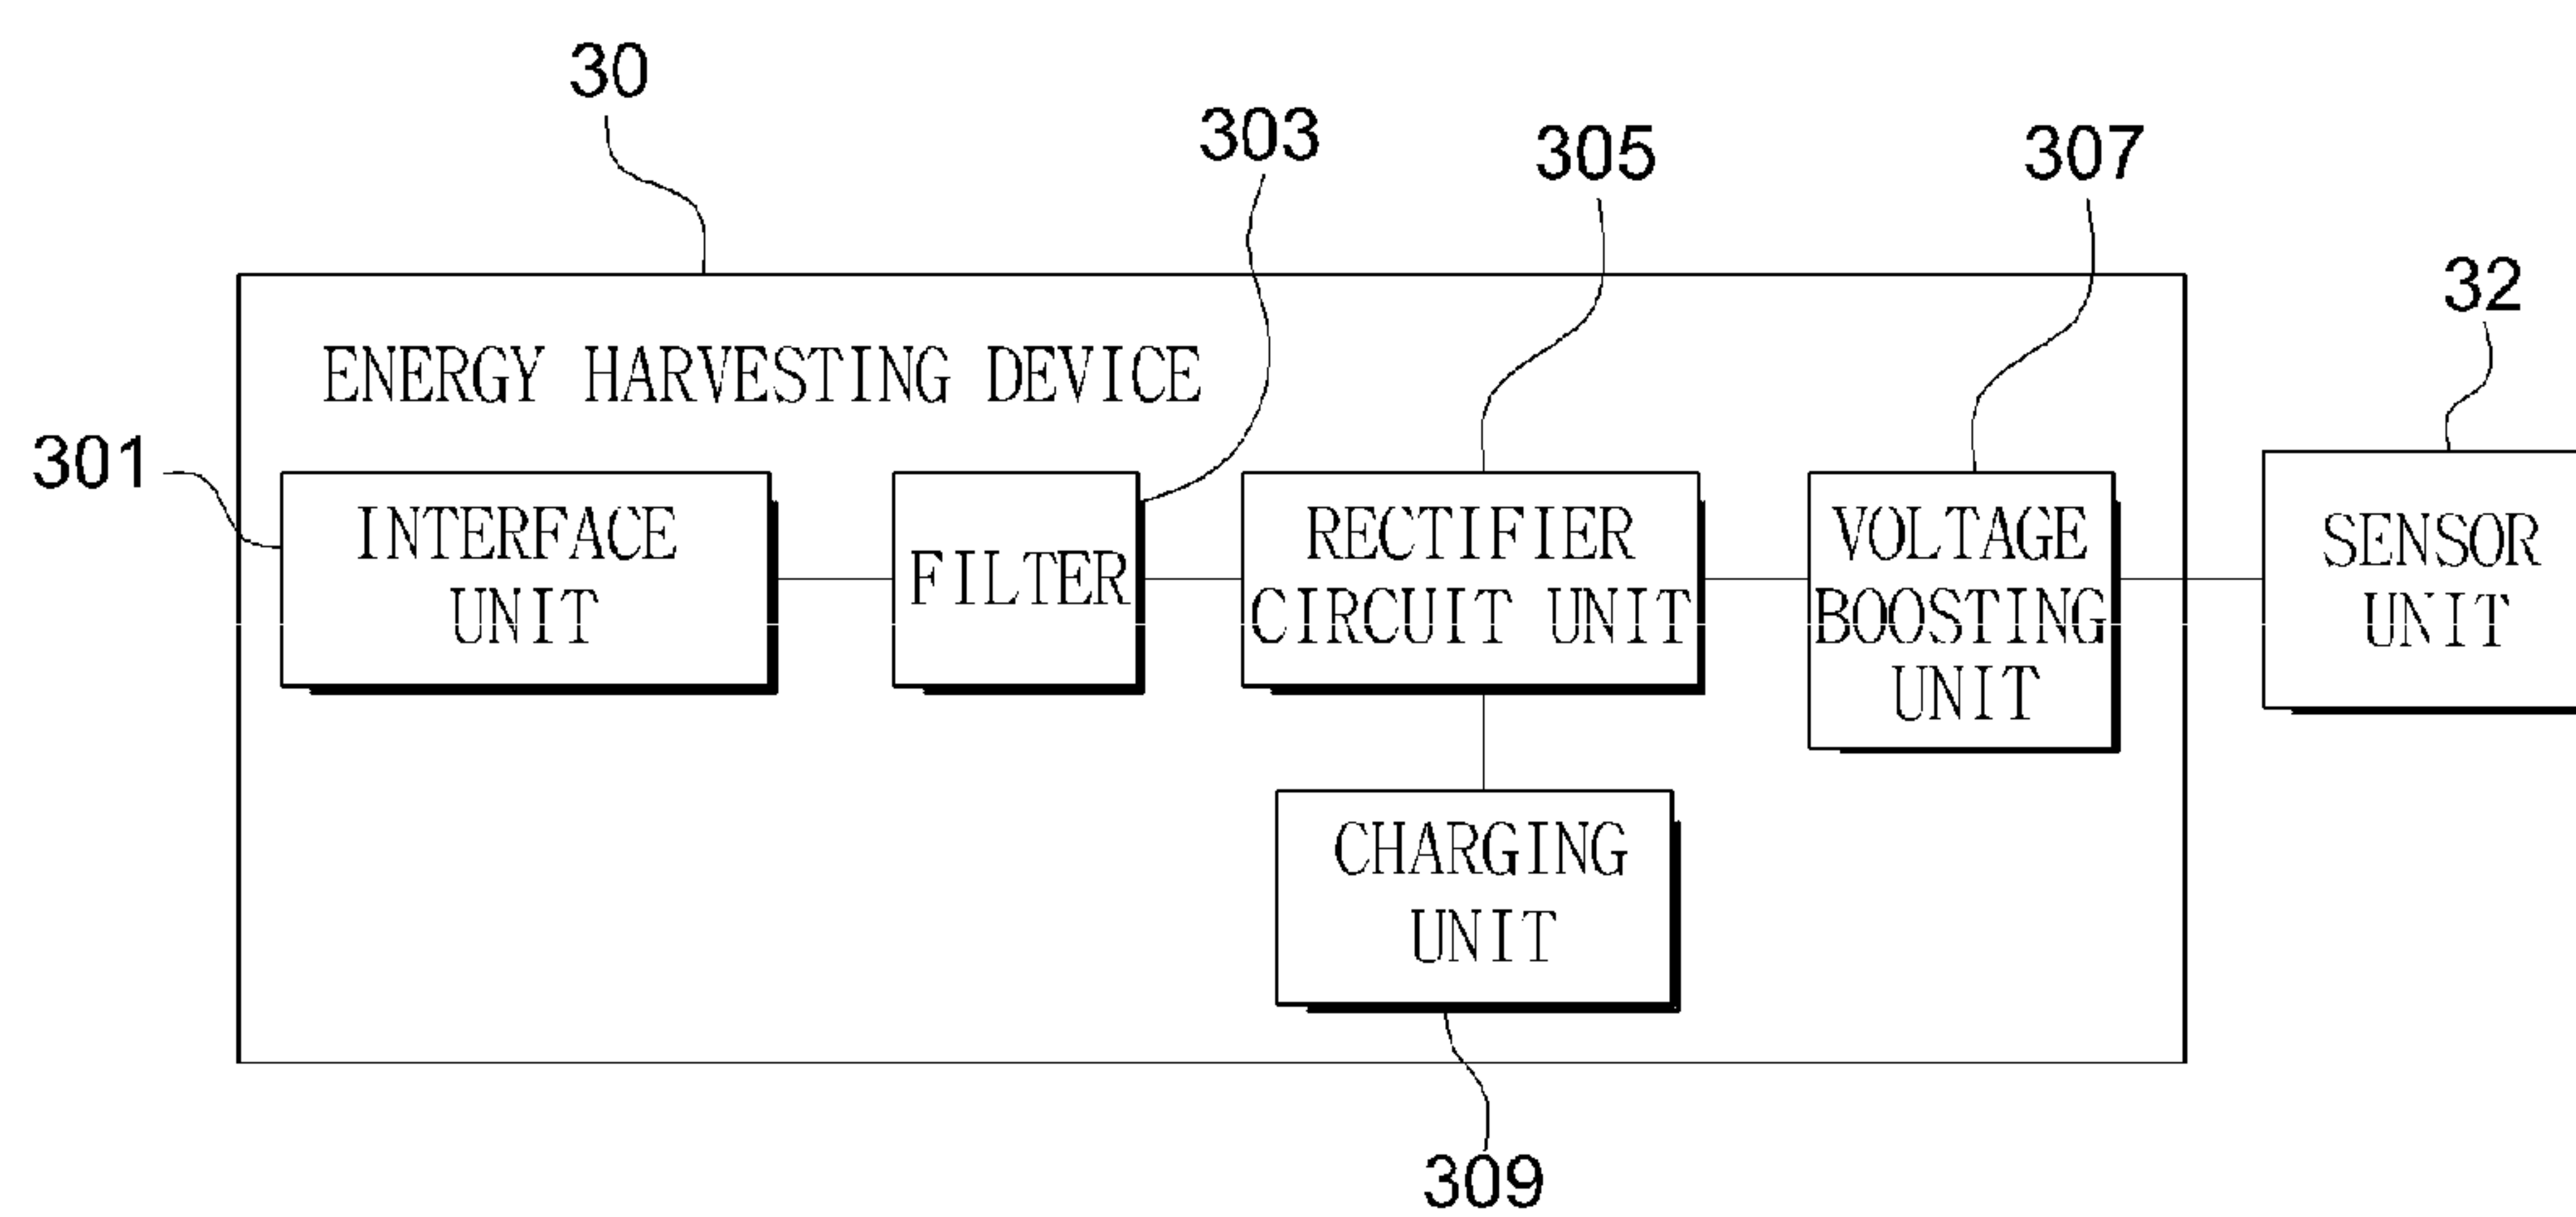 30
303
305
307
32
ENERGY HARVESTING DEVICE
301
INTERFACE
UNIT
FILTER
RECTIFIER
CIRCUIT UNIT
VOLTAGE
BOOSTING
UNIT
SENSOR
UNIT
CHARGING
UNIT
309